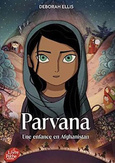 DEBORAH ELLIS
Parvana
Une enfance en Afghanistan